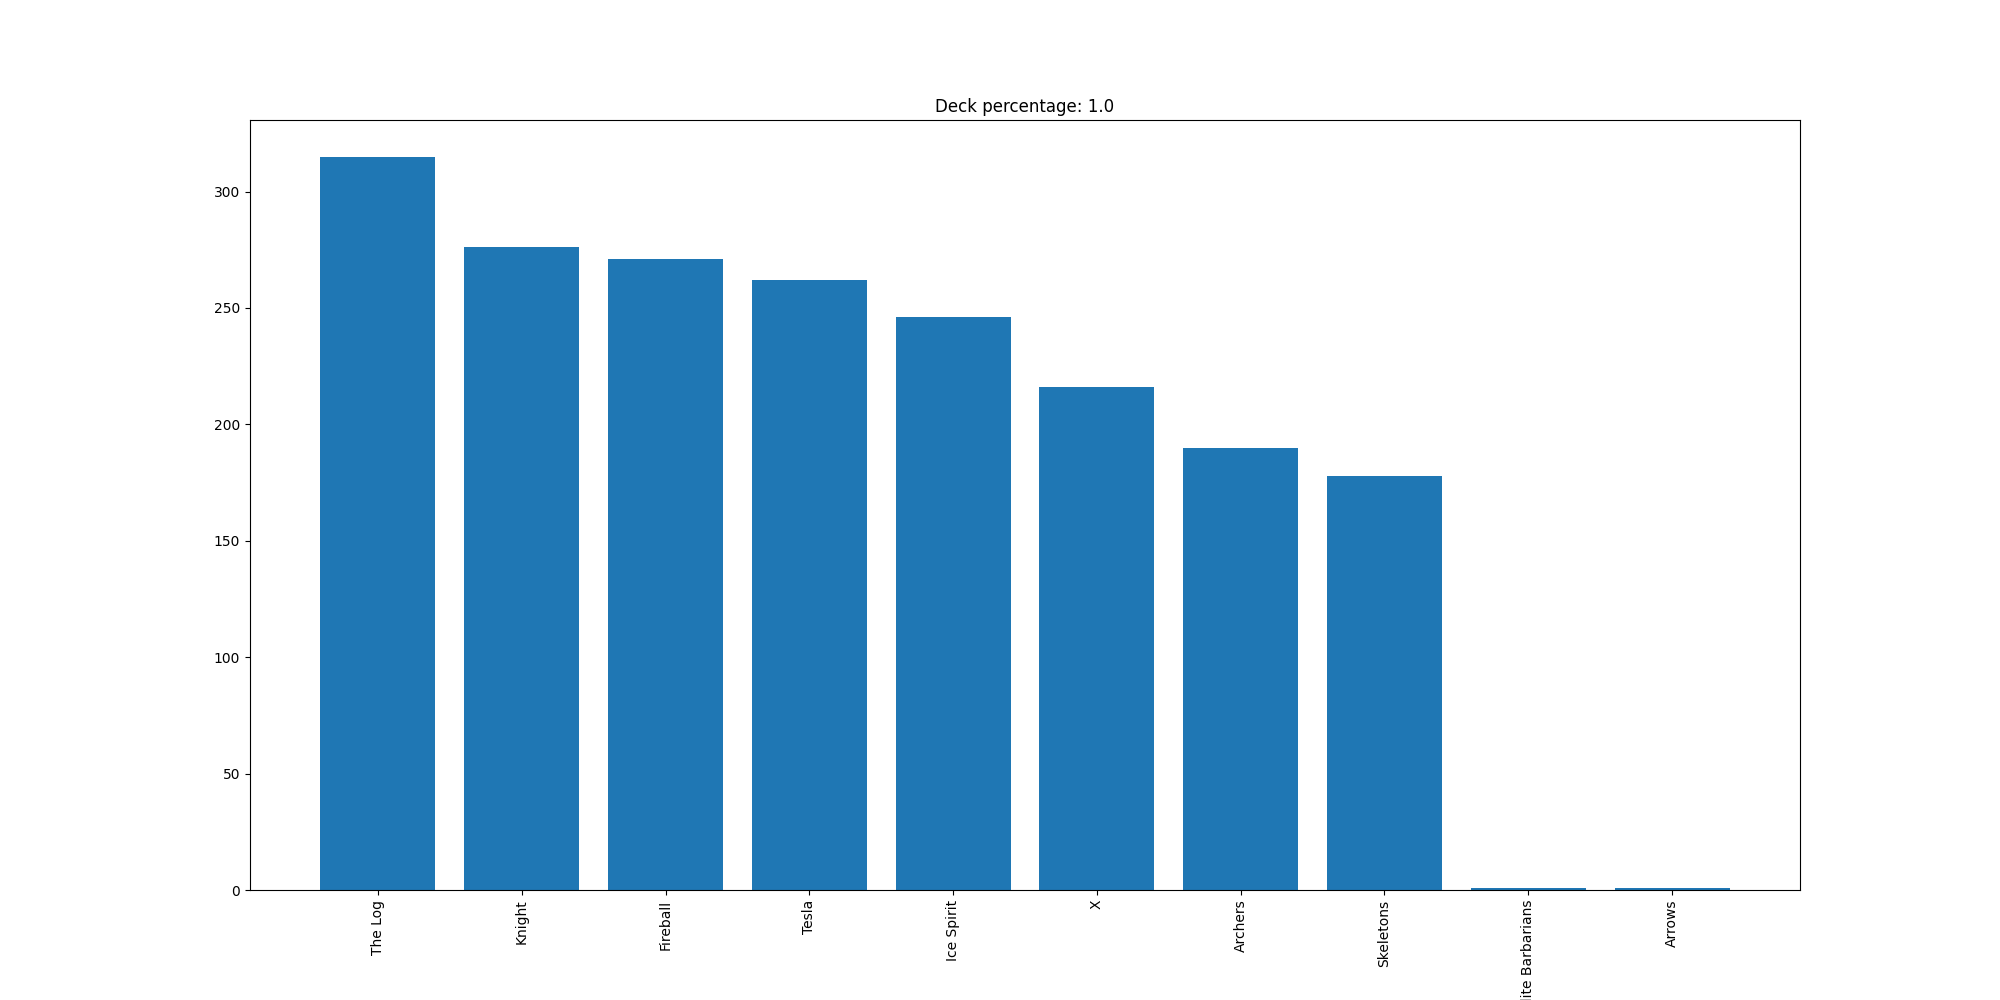 Deck percentage: 1.0
300
250
200
150
100
50
0
The Log
Knight
Fireball
Tesla
Ice Spirit
X
Archers
Skeletons
lite Barbarians
Arrows